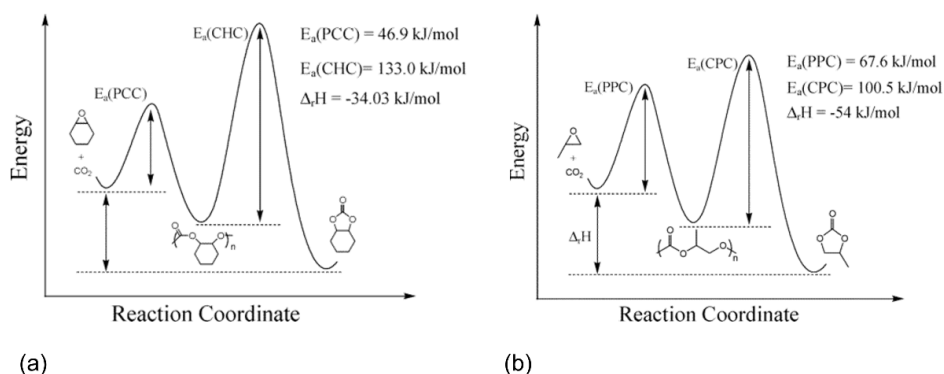 Energy
Eₐ(PCC)
Eₐ(CHC)
Eₐ(PCC) = 46.9 kJ/mol
Eₐ(CHC) = 133.0 kJ/mol
ΔᵣH = -34.03 kJ/mol
O
+
CO₂
O
O
O
n
O
O
O
Reaction Coordinate
(a)
Energy
Eₐ(PPC)
Eₐ(CPC)
Eₐ(PPC) = 67.6 kJ/mol
Eₐ(CPC)= 100.5 kJ/mol
ΔᵣH = -54 kJ/mol
O
+
CO₂
ΔᵣH
O
O
O
n
O
O
O
Reaction Coordinate
(b)